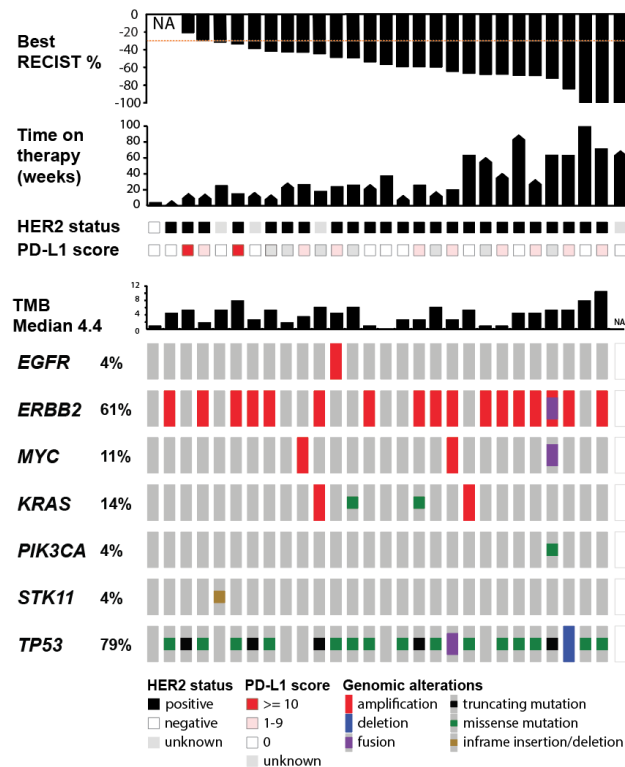 Best
RECIST %
0
-20
-40
-60
-80
-100
NA
Time on
therapy
(weeks)
100
80
60
40
20
0
HER2 status
PD-L1 score
TMB
Median 4.4
12
8
4
0
NA
EGFR 4%
ERBB2 61%
MYC 11%
KRAS 14%
PIK3CA 4%
STK11 4%
TP53 79%
HER2 status PD-L1 score Genomic alterations
positive >= 10 amplification truncating mutation
negative 1-9 deletion missense mutation
unknown 0 fusion inframe insertion/deletion
unknown